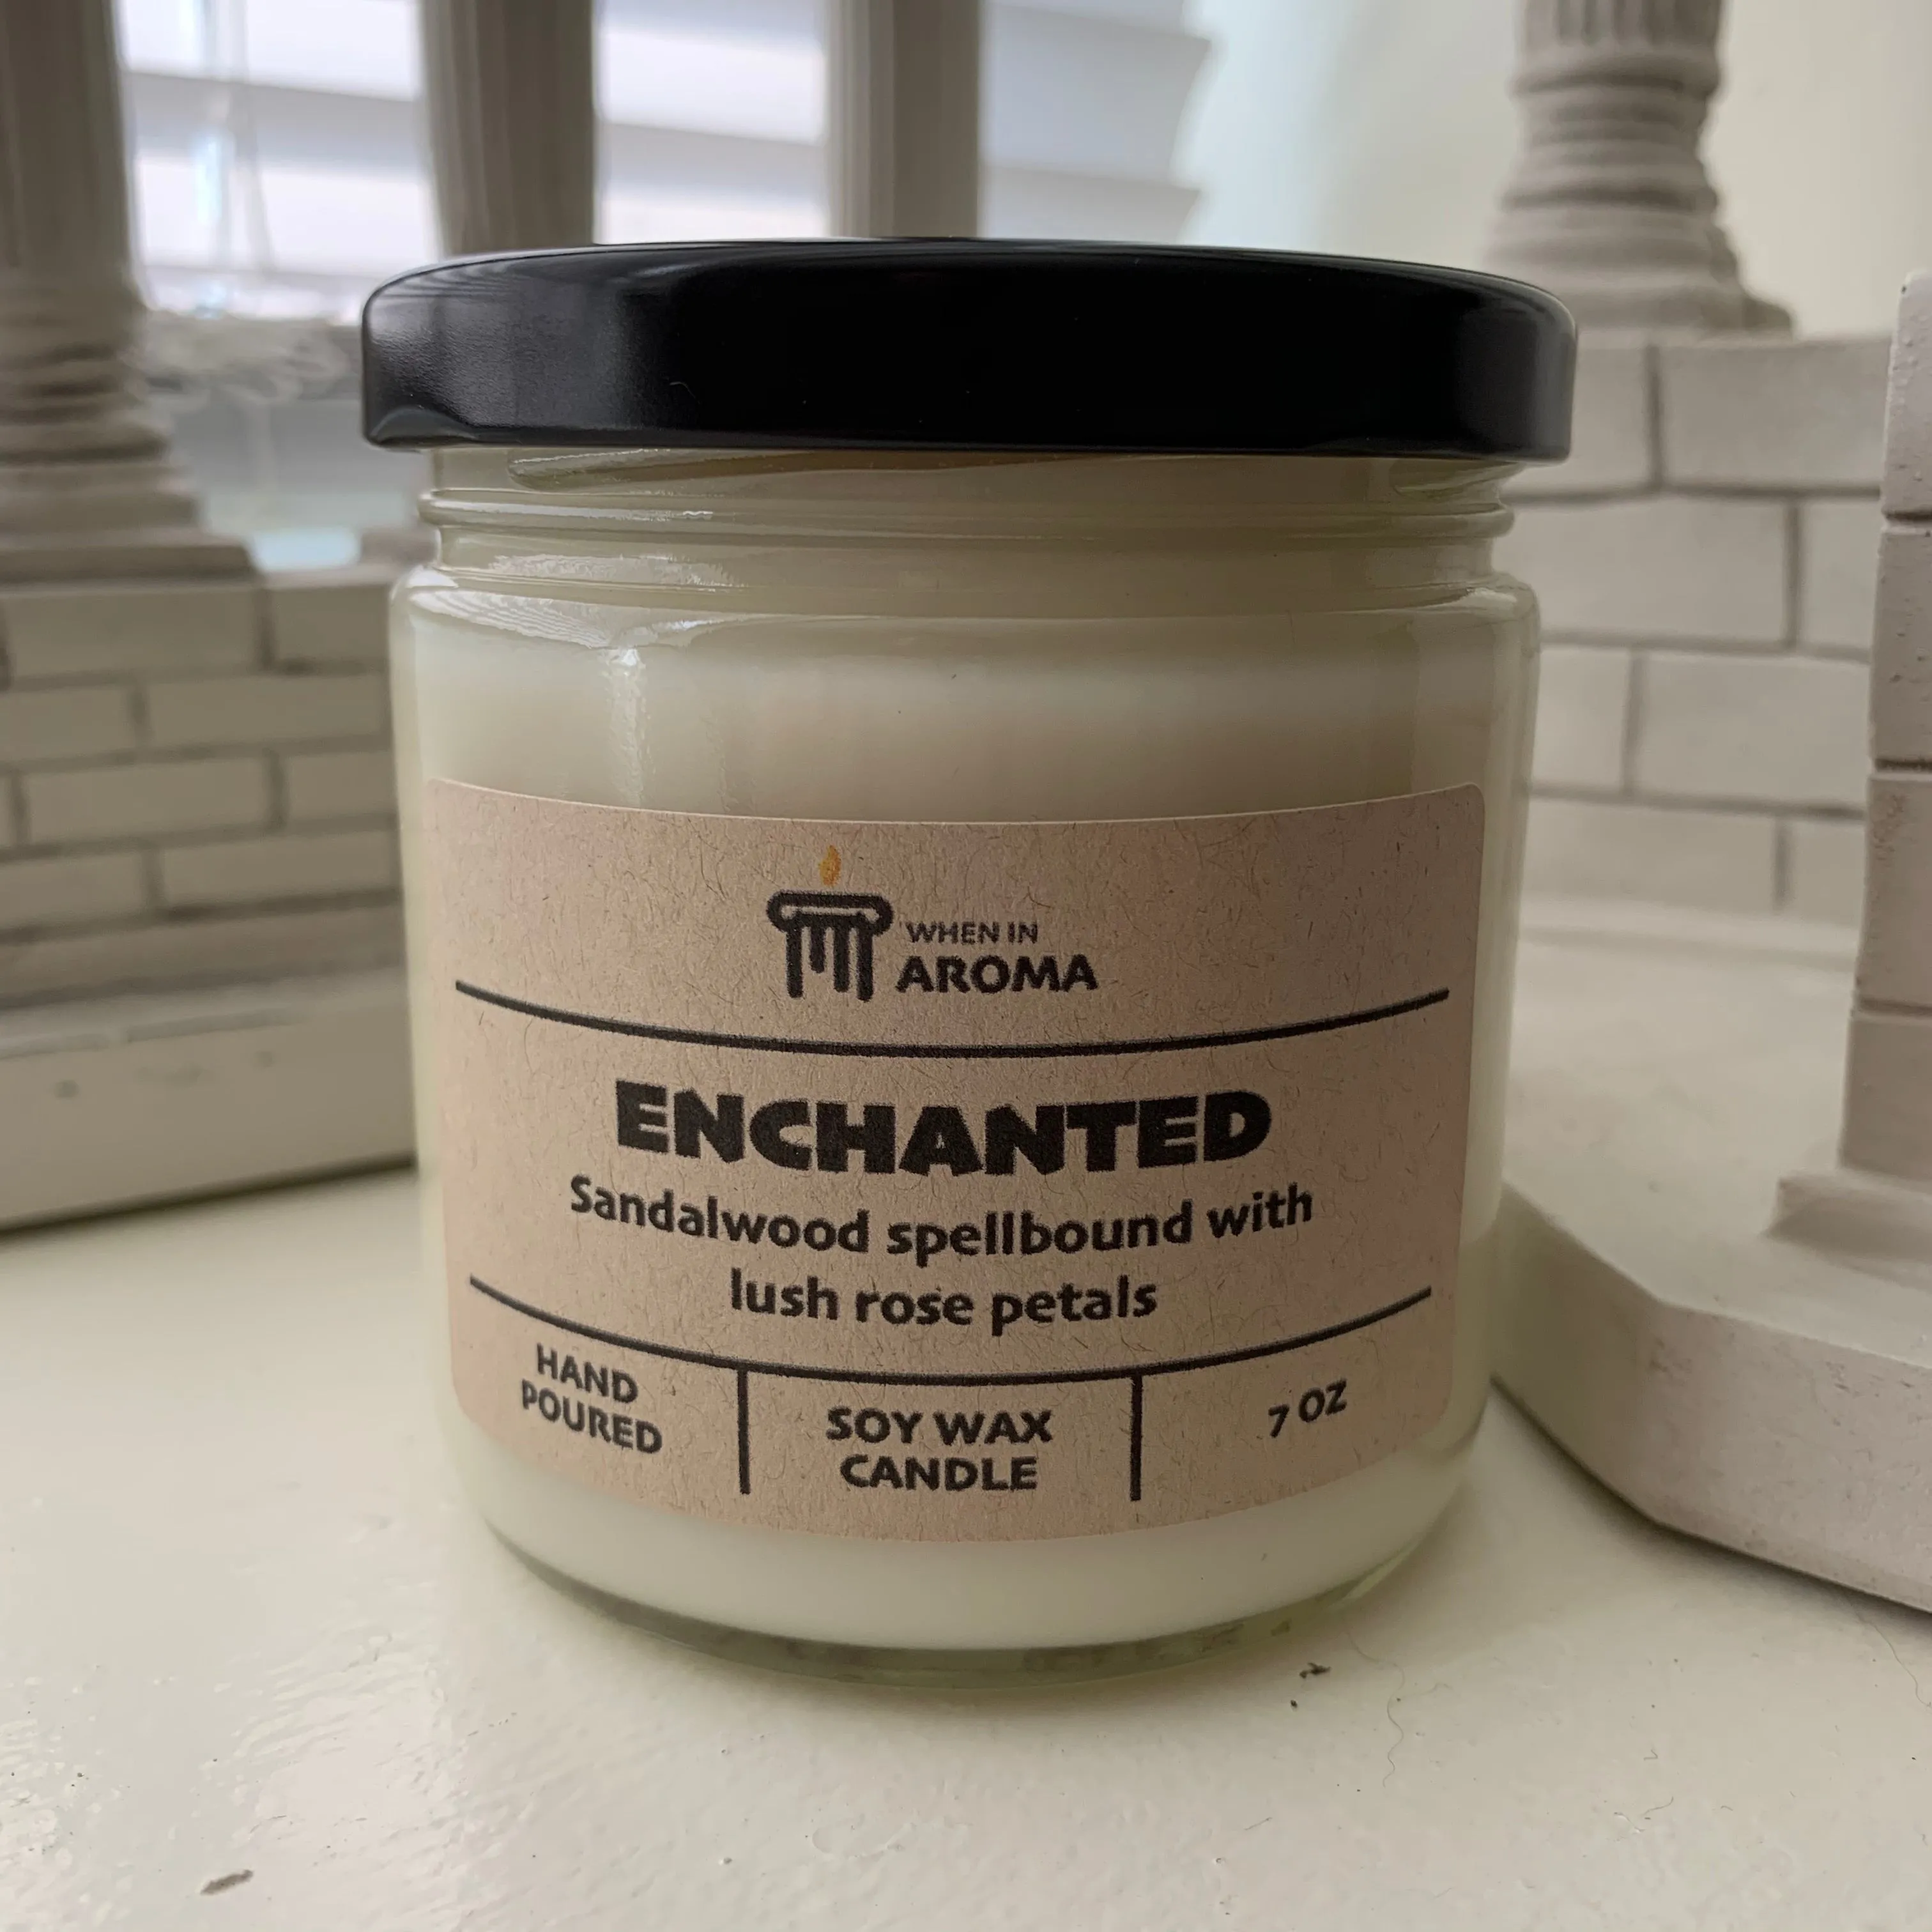 WHEN IN
AROMA
ENCHANTED
Sandalwood spellbound with
lush rose petals
HAND
POURED
SOY WAX
CANDLE
7 OZ